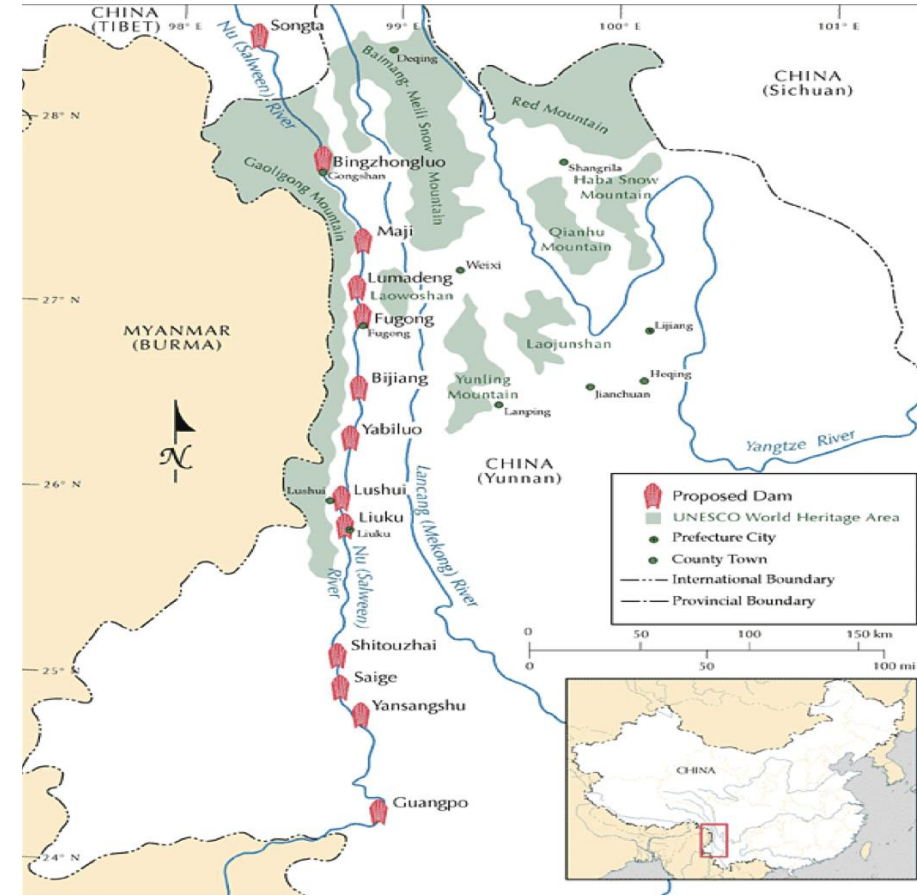 CHINA
(TIBET)
98° E
99° E
100° E
101° E
Songta
Nu (Salween) River
Deqing
Baimang- Meili Snow
Mountain
CHINA
(Sichuan)
28° N
Red Mountain
Bingzhongluo
Gongshan
Gaoligong Mountain
Shangrila
Haba Snow
Mountain
Qianhu
Mountain
Maji
Weixi
Lumadeng
Laowoshan
27° N
Fugong
Fugong
MYANMAR
(BURMA)
Lijiang
Laojunshan
Bijiang
Yunling
Mountain
Heqing
Jianchuan
Lanping
Yabiluo
N
Yangtze River
CHINA
(Yunnan)
Lancang (Mekong) River
26° N
Lushui
Lushui
Liuku
Liuku
Nu (Salween)
River
Proposed Dam
UNESCO World Heritage Area
Prefecture City
County Town
International Boundary
Provincial Boundary
0
50
100
150 km
0
50
100 mi
Shitouzhai
25° N
Saige
Yansangshu
CHINA
Guangpo
24° N